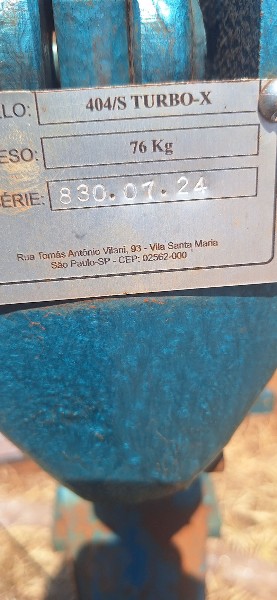 LO: 404/S TURBO-X
ESO: 76 Kg
ÉRIE: 830.07.24
Rua Tomás Antônio Vilani, 93 - Vila Santa Maria
São Paulo-SP - CEP: 02562-000